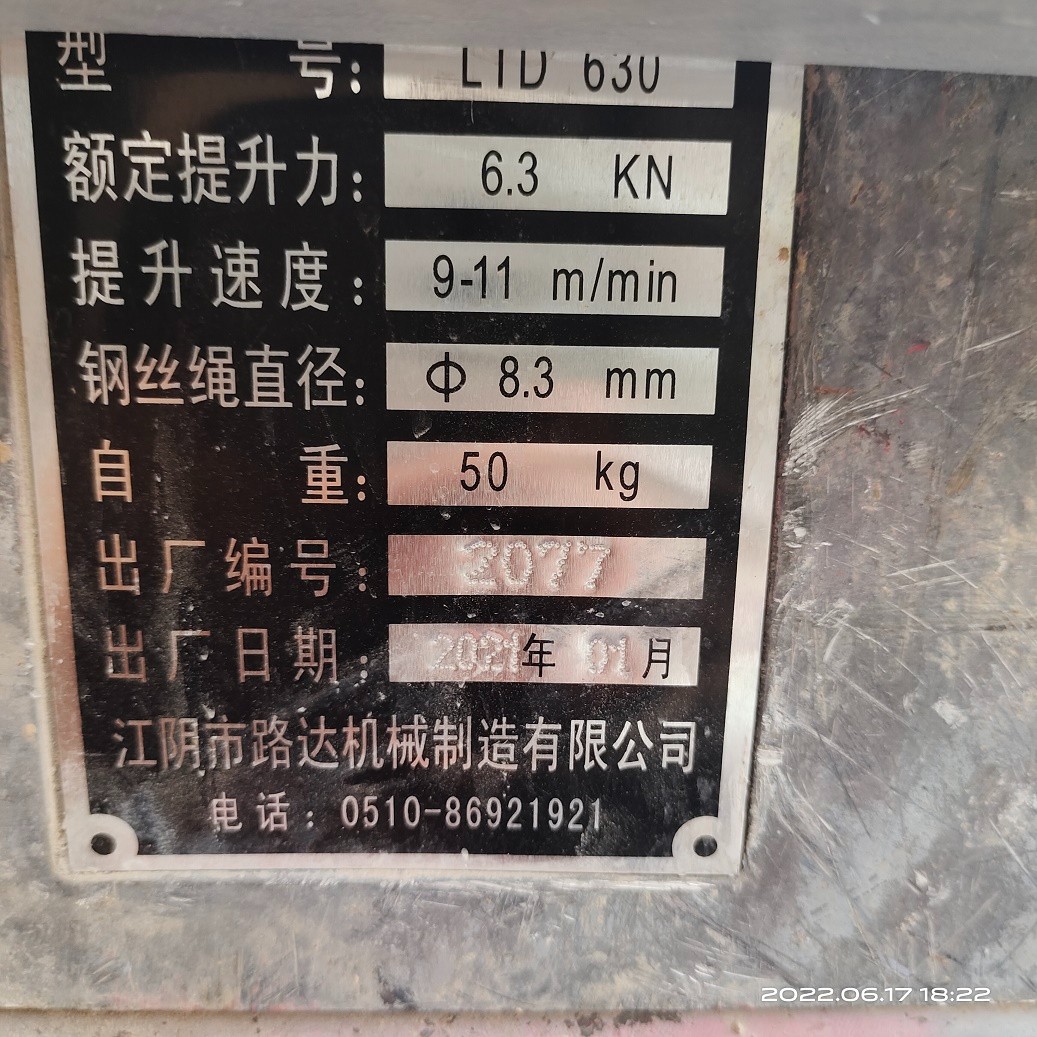 型 号: LTD 630
额定提升力: 6.3 KN
提升速度: 9-11 m/min
钢丝绳直径: Φ 8.3 mm
自 重: 50 kg
出厂编号: 2077
出厂日期: 2021年 01月
江阴市路达机械制造有限公司
电话: 0510-86921921
2022.06.17 18:22